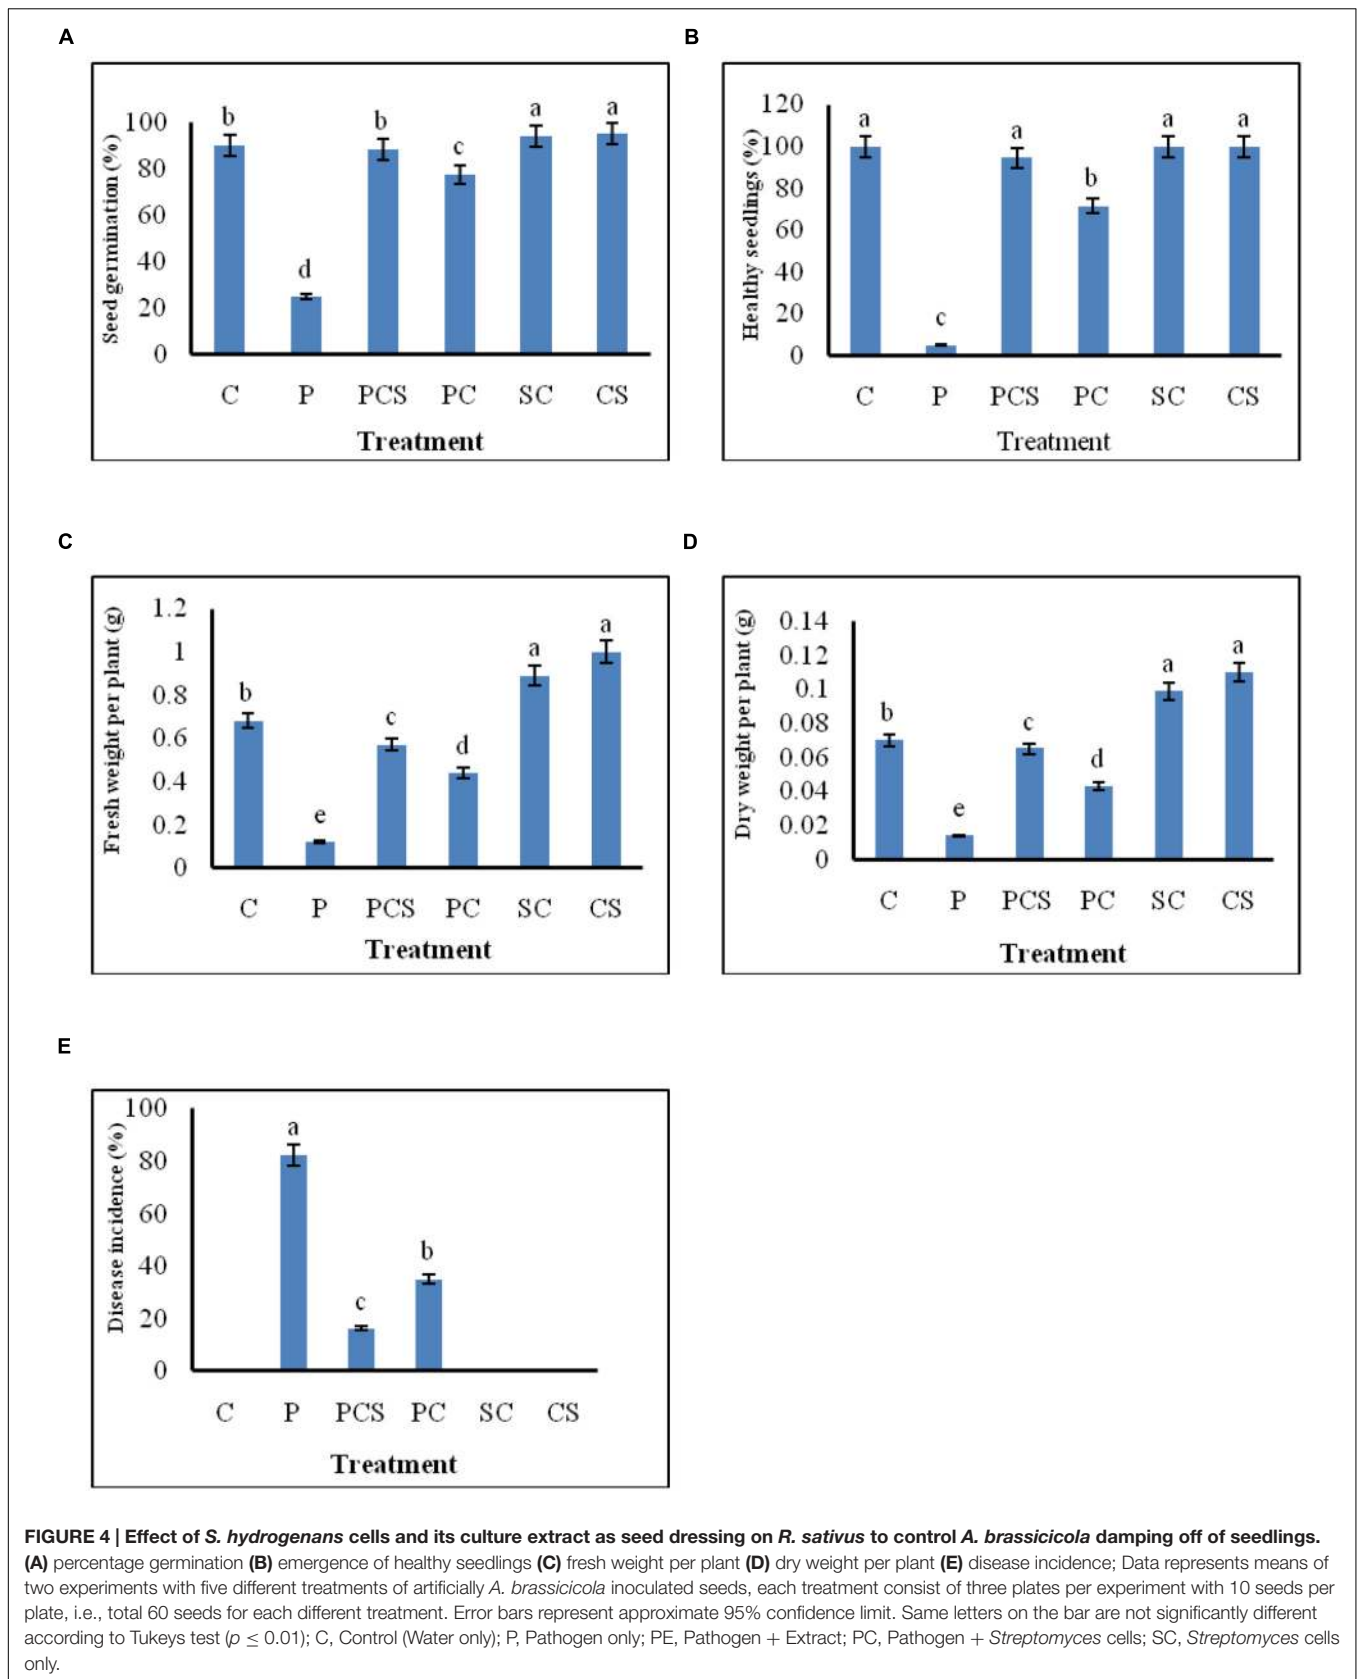 A
Seed germination (%)
100
80
60
40
20
0
b
d
b
c
a
a
C P PCS PC SC CS
Treatment
B
Healthy seedlings (%)
120
100
80
60
40
20
0
a
c
a
b
a
a
C P PCS PC SC CS
Treatment
C
Fresh weight per plant (g)
1.2
1
0.8
0.6
0.4
0.2
0
b
e
c
d
a
a
C P PCS PC SC CS
Treatment
D
Dry weight per plant (g)
0.14
0.12
0.1
0.08
0.06
0.04
0.02
0
b
e
c
d
a
a
C P PCS PC SC CS
Treatment
E
Disease incidence (%)
100
80
60
40
20
0
a
c
b
C P PCS PC SC CS
Treatment
FIGURE 4 | Effect of S. hydrogenans cells and its culture extract as seed dressing on R. sativus to control A. brassicicola damping off of seedlings.
(A) percentage germination (B) emergence of healthy seedlings (C) fresh weight per plant (D) dry weight per plant (E) disease incidence; Data represents means of
two experiments with five different treatments of artificially A. brassicicola inoculated seeds, each treatment consist of three plates per experiment with 10 seeds per
plate, i.e., total 60 seeds for each different treatment. Error bars represent approximate 95% confidence limit. Same letters on the bar are not significantly different
according to Tukeys test (p ≤ 0.01); C, Control (Water only); P, Pathogen only; PE, Pathogen + Extract; PC, Pathogen + Streptomyces cells; SC, Streptomyces cells
only.